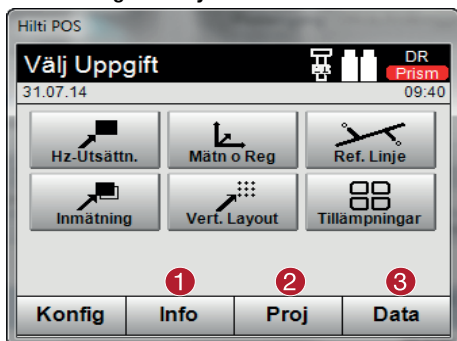 Hilti POS
Välj Uppgift DR
Prism
31.07.14 09:40
Hz-Utsättn. Mätn o Reg Ref. Linje
Inmätning Vert. Layout Tillämpningar
1 2 3
Konfig Info Proj Data